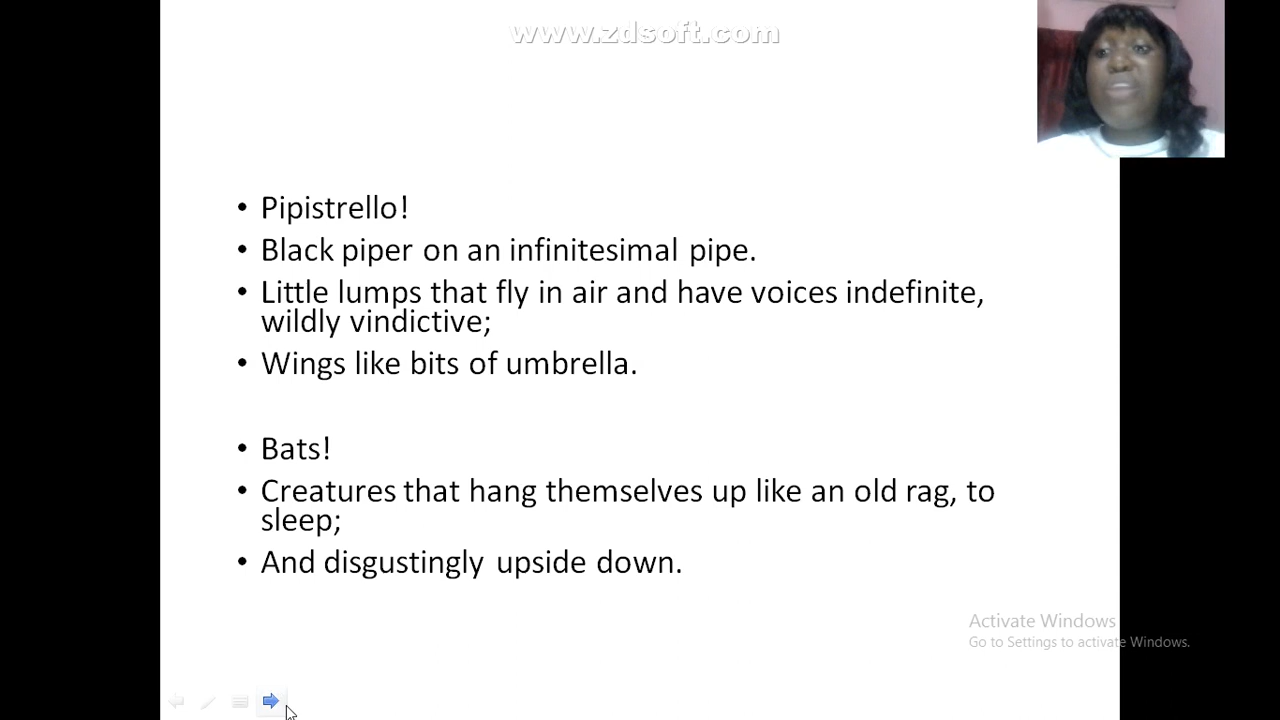 www.zdsoft.com
• Pipistrello!
• Black piper on an infinitesimal pipe.
• Little lumps that fly in air and have voices indefinite,
wildly vindictive;
• Wings like bits of umbrella.
• Bats!
• Creatures that hang themselves up like an old rag, to
sleep;
• And disgustingly upside down.
Activate Windows
Go to Settings to activate Windows.